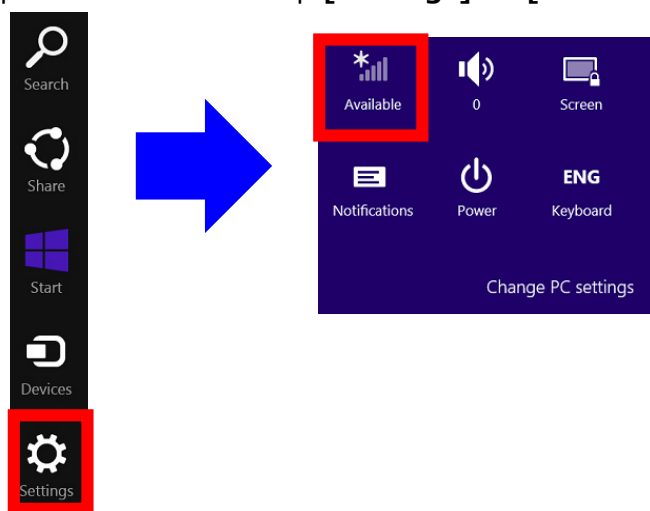 Search
Share
Start
Devices
Settings
Available
0
Screen
Notifications
Power
ENG
Keyboard
Change PC settings